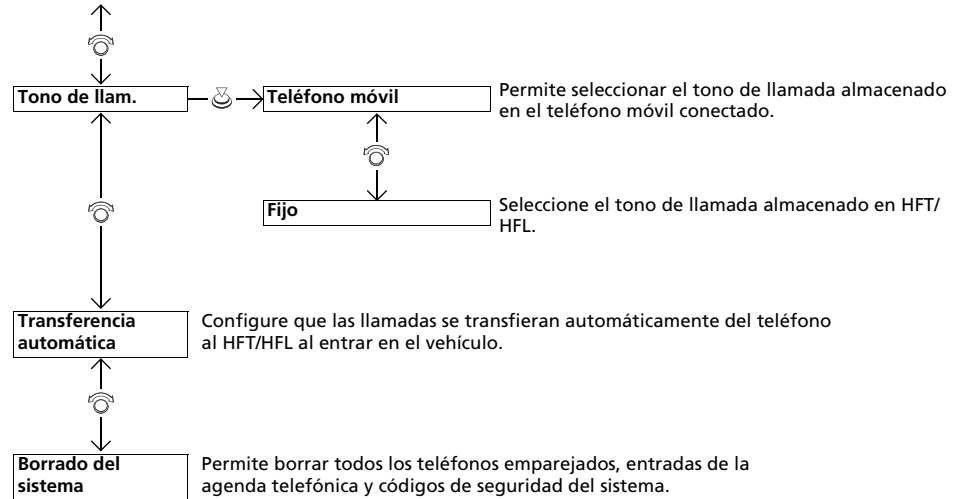 Tono de llam.
Teléfono móvil
Permite seleccionar el tono de llamada almacenado
en el teléfono móvil conectado.
Fijo
Seleccione el tono de llamada almacenado en HFT/
HFL.
Transferencia
automática
Configure que las llamadas se transfieran automáticamente del teléfono
al HFT/HFL al entrar en el vehículo.
Borrado del
sistema
Permite borrar todos los teléfonos emparejados, entradas de la
agenda telefónica y códigos de seguridad del sistema.